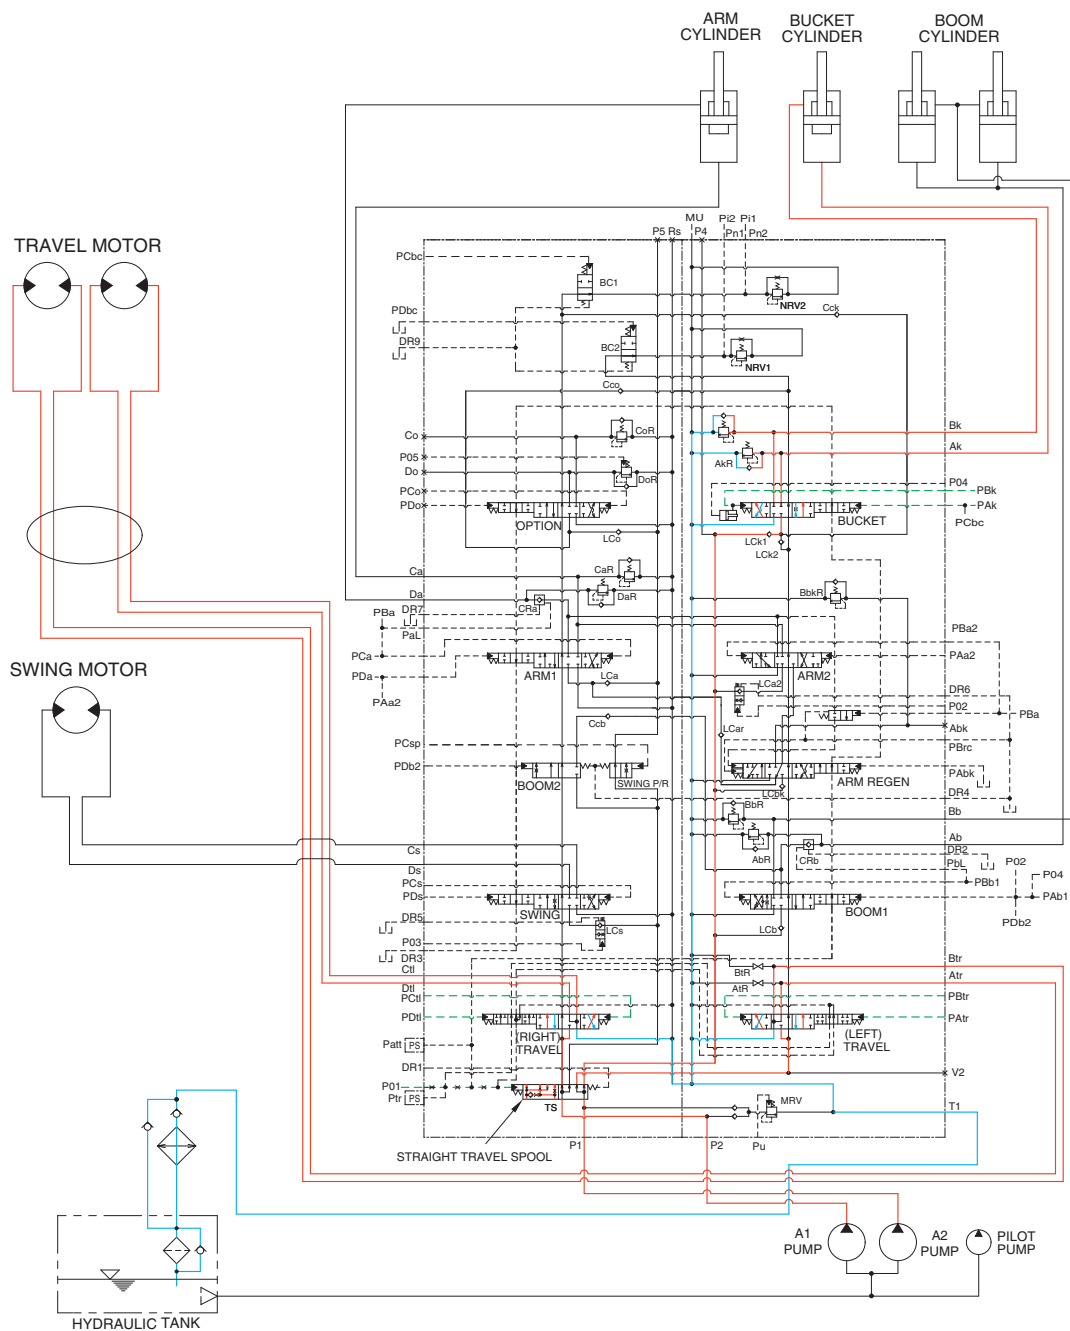 ARM
CYLINDER
BUCKET
CYLINDER
BOOM
CYLINDER
TRAVEL MOTOR
SWING MOTOR
P5 Rs
MU
P4
Pi2 Pi1
Pn1 Pn2
PCbc
BC1
PDbc
DR9
BC2
NRV2
Cck
NRV1
Cco
Co
CoR
P05
Do
DoR
PCo
PDo
OPTION
LCo
Bk
Ak
AkR
P04
PBk
PAk
PCbc
BUCKET
LCk1
LCk2
Ca
CaR
Da
DaR
CRa
DR7
PBa
PaL
PCa
PDa
PAa2
ARM1
LCa
BbkR
PBa2
PAa2
ARM2
LCa2
DR6
P02
PBa
LCar
Abk
PBrc
Ccb
PCsp
PDb2
BOOM2
SWING P/R
ARM REGEN
PAbk
LCbk
DR4
BbR
Bb
AbR
CRb
Ab
DR2
PbL
P02
P04
PBb1
PAb1
PDb2
BOOM1
LCb
Cs
Ds
PCs
PDs
SWING
DR5
LCs
P03
DR3
Ctl
Dtl
PCtl
PDtl
(RIGHT)
TRAVEL
BtR
Btr
AtR
Atr
PBtr
PAtr
(LEFT)
TRAVEL
Patt
PS
DR1
P01
Ptr
PS
TS
V2
MRV
T1
STRAIGHT TRAVEL SPOOL
P1
P2
Pu
A1
PUMP
A2
PUMP
PILOT
PUMP
HYDRAULIC TANK